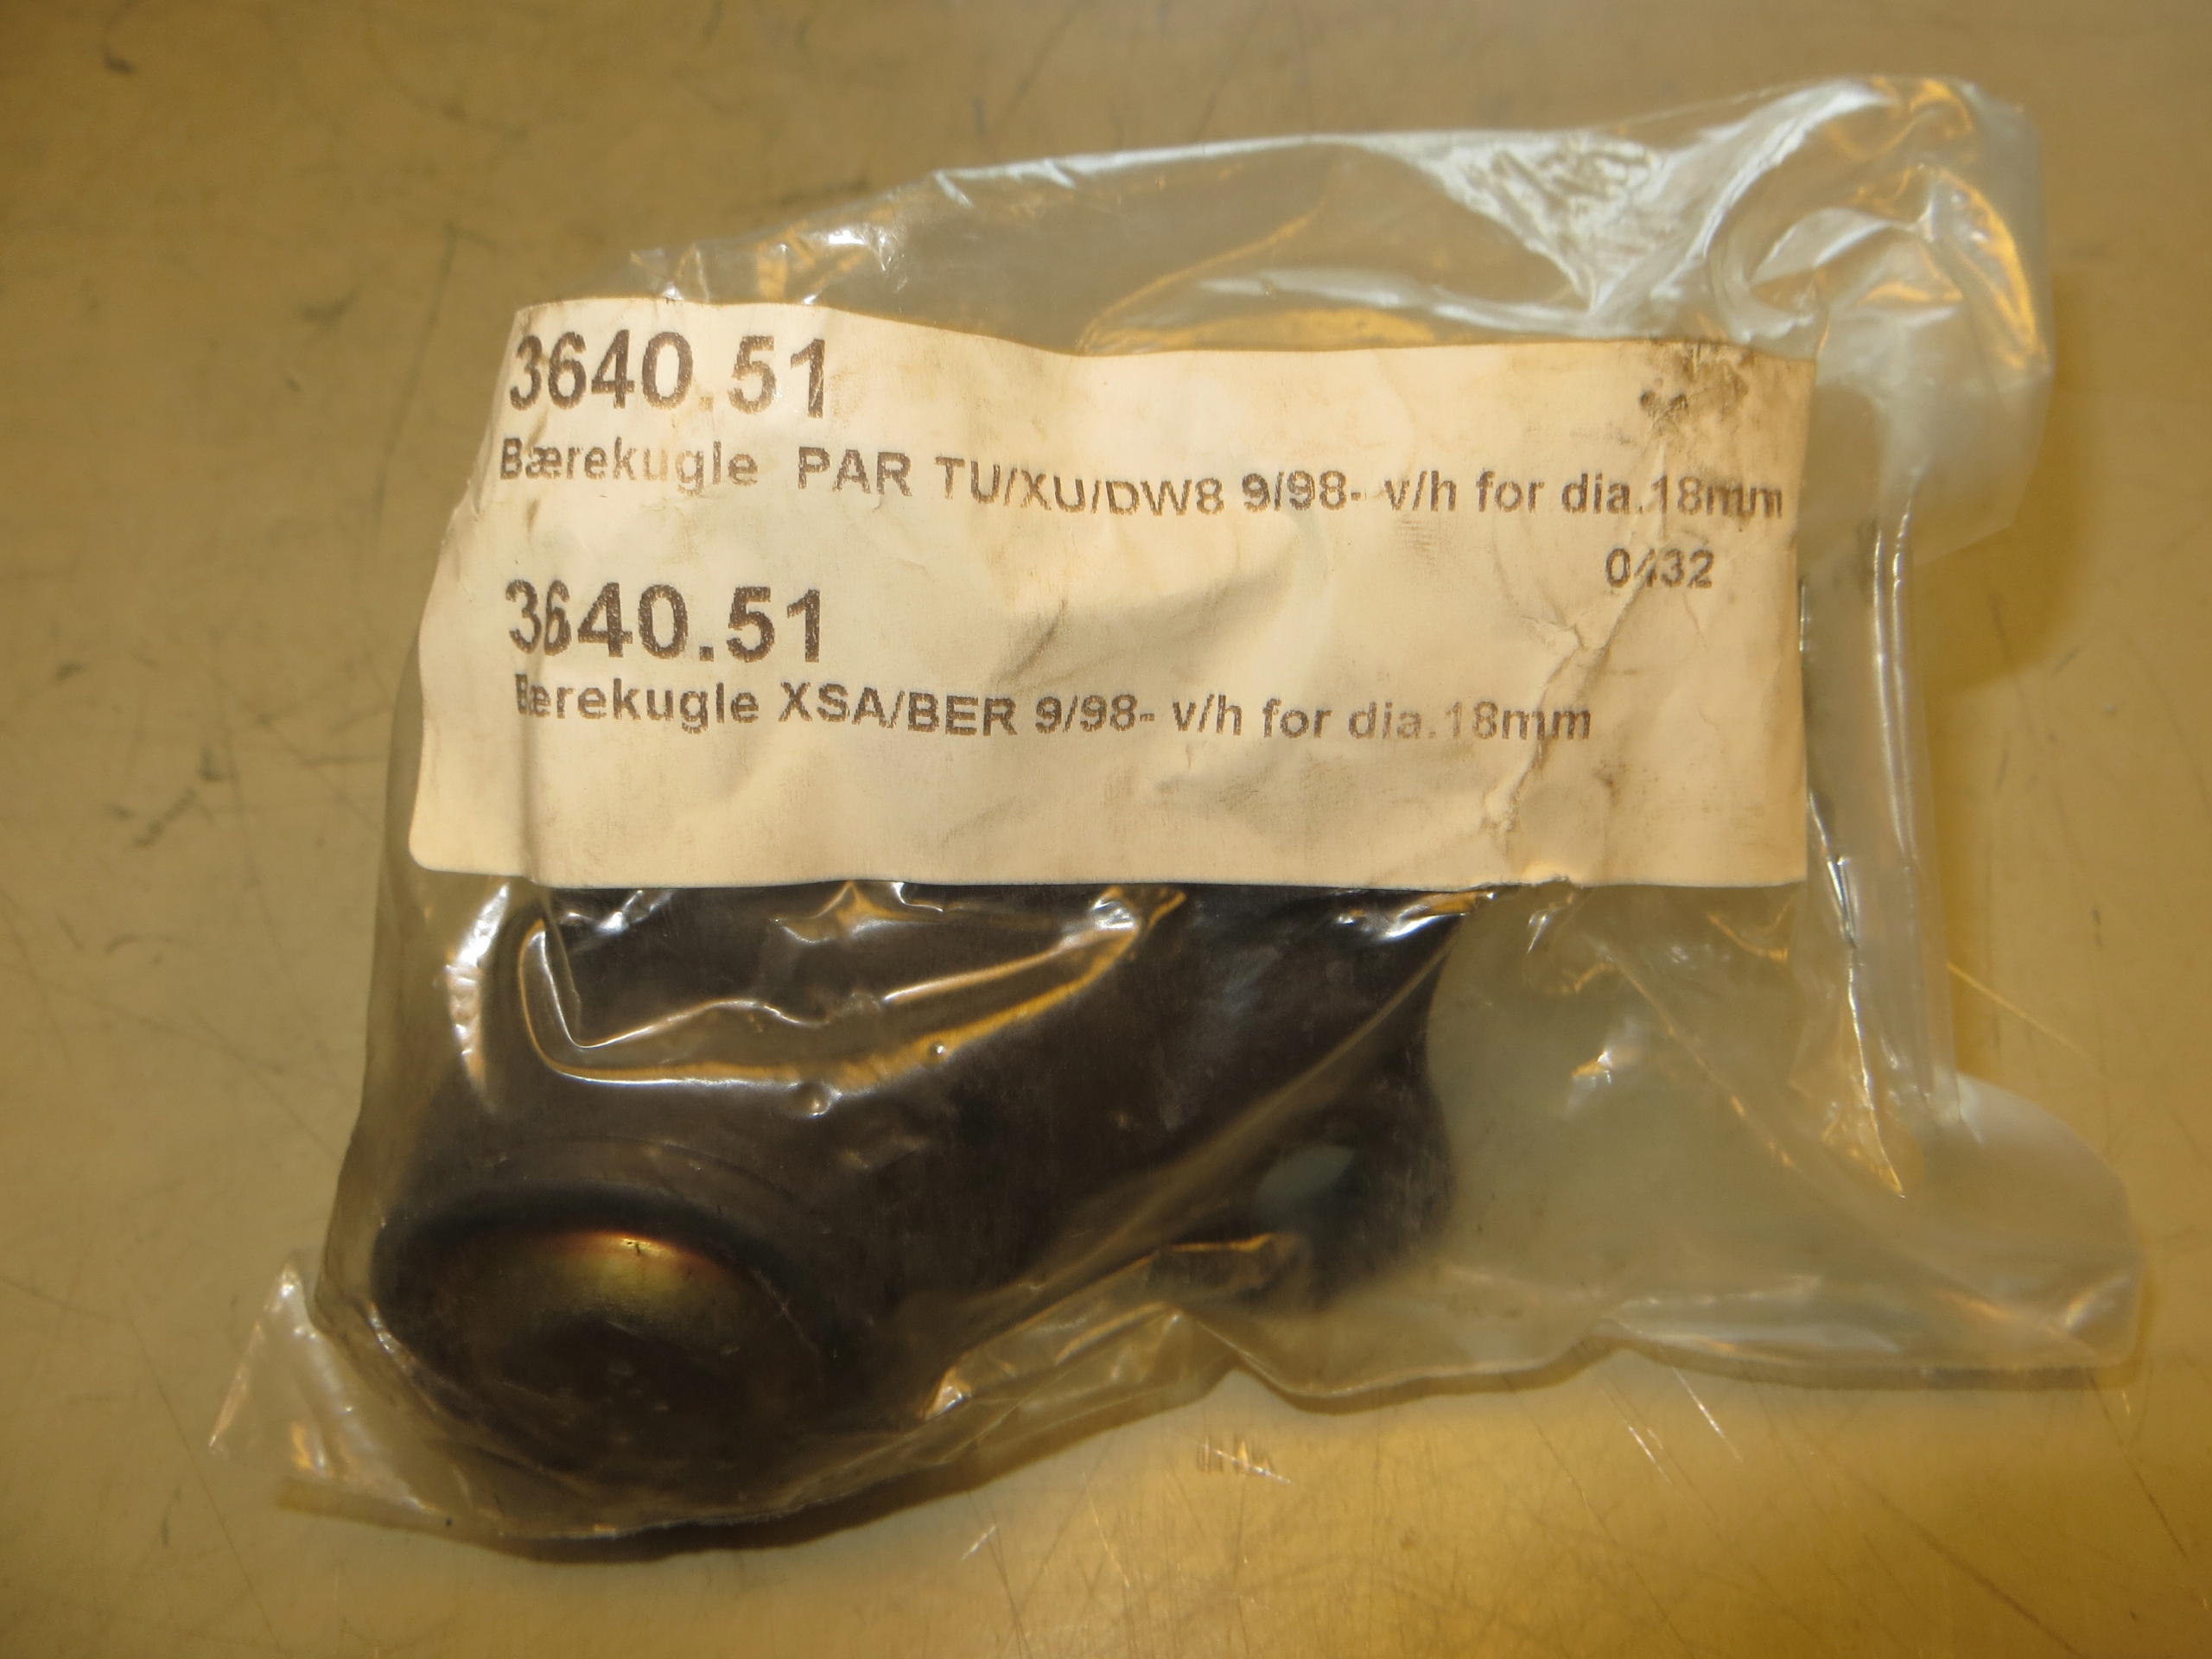 3640.51
Bærekugle PAR TU/XU/DW8 9/98- v/h for dia.18mm
0432
3640.51
Bærekugle XSA/BER 9/98- v/h for dia.18mm